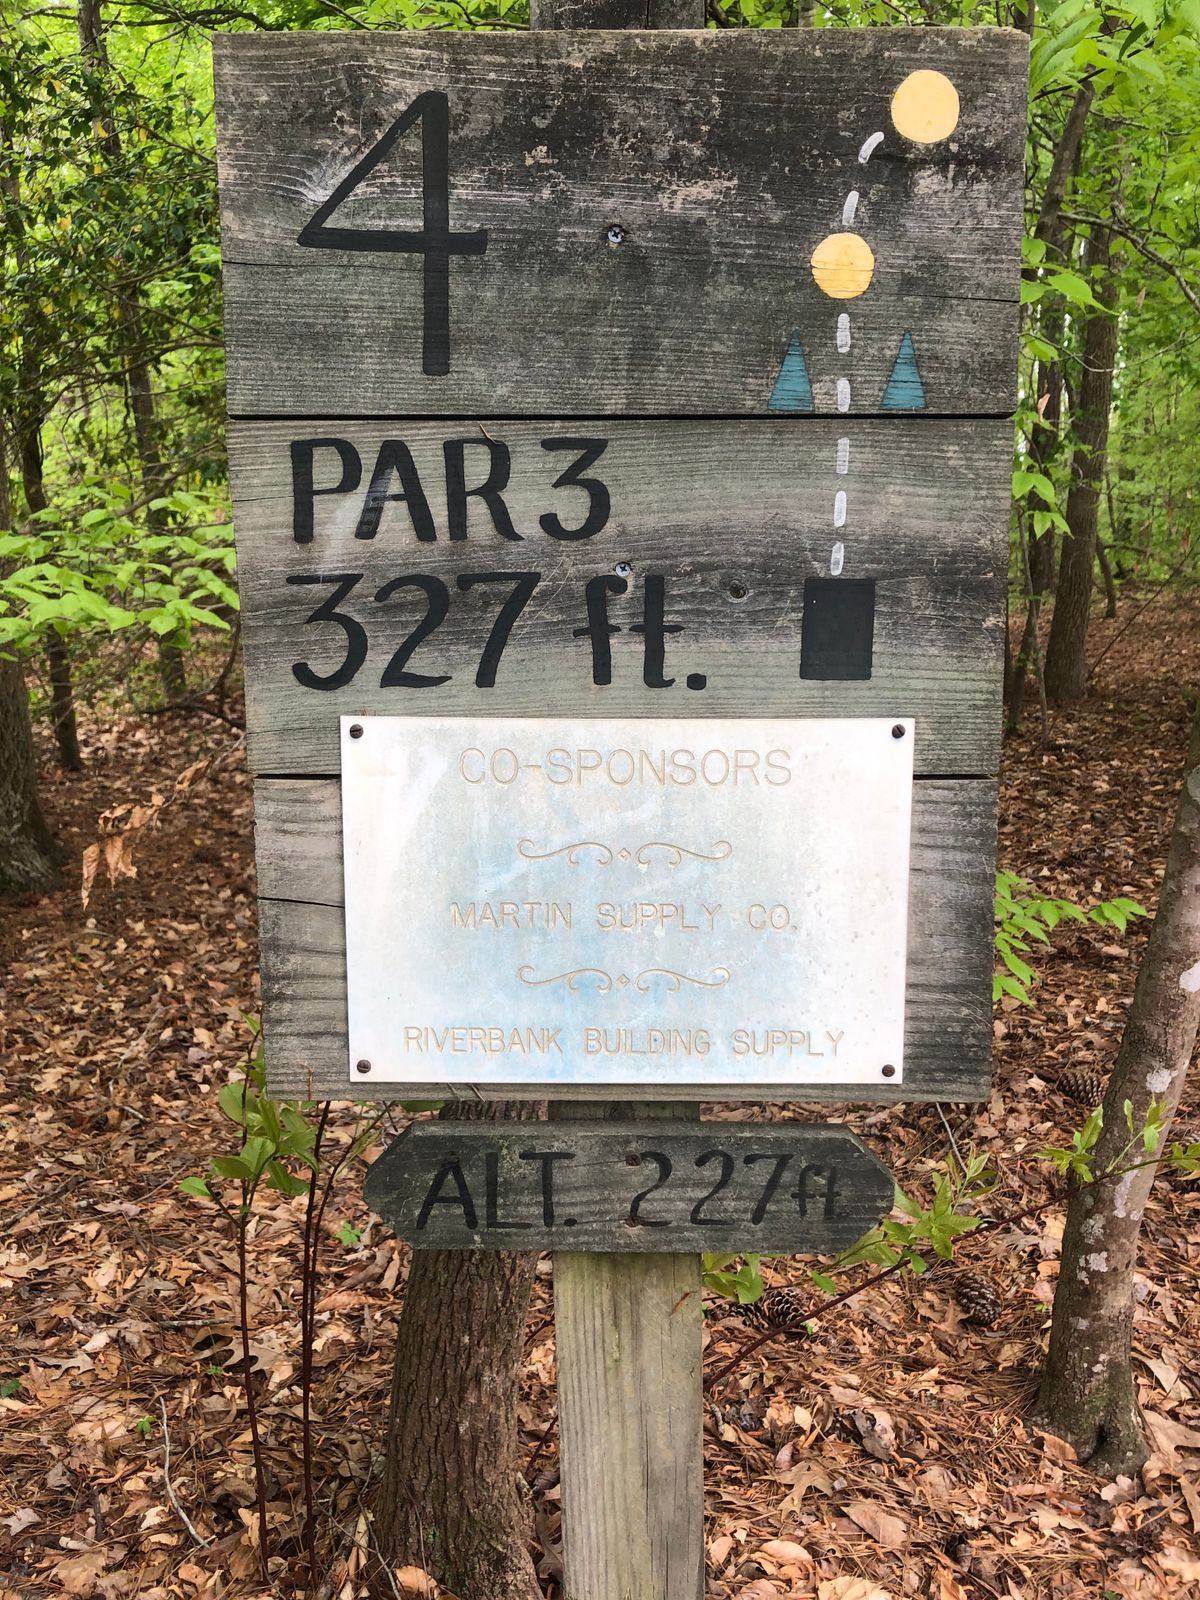 4
PAR 3
327 ft.
CO-SPONSORS
MARTIN SUPPLY CO.
RIVERBANK BUILDING SUPPLY
ALT. 227ft.